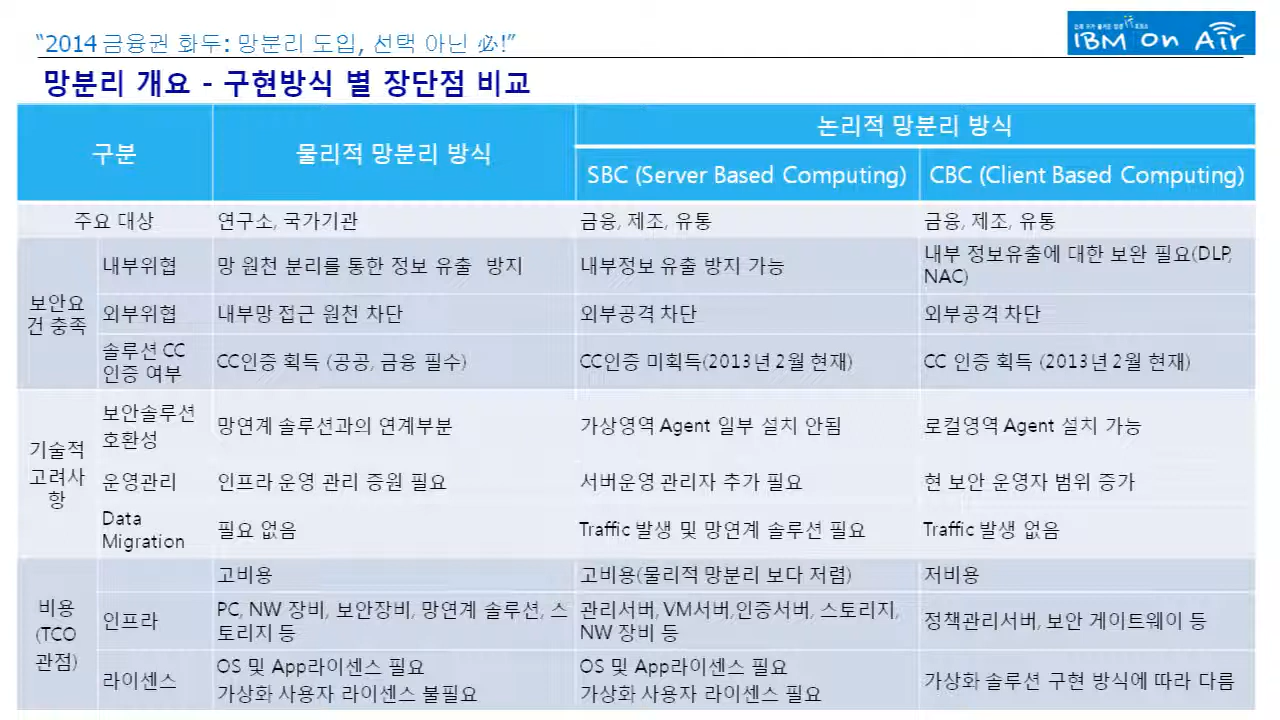 "2014 금융권 화두: 망분리 도입, 선택 아닌 必!"
IBM On Air
망분리 개요 - 구현방식 별 장단점 비교
구분
물리적 망분리 방식
논리적 망분리 방식
SBC (Server Based Computing)
CBC (Client Based Computing)
주요 대상
연구소, 국가기관
금융, 제조, 유통
금융, 제조, 유통
보안요
건 충족
내부위협
망 원천 분리를 통한 정보 유출 방지
내부정보 유출 방지 가능
내부 정보유출에 대한 보완 필요(DLP,
NAC)
외부위협
내부망 접근 원천 차단
외부공격 차단
외부공격 차단
솔루션 CC
인증 여부
CC인증 획득 (공공, 금융 필수)
CC인증 미획득(2013년 2월 현재)
CC 인증 획득 (2013년 2월 현재)
기술적
고려사
항
보안솔루션
호환성
망연계 솔루션과의 연계부분
가상영역 Agent 일부 설치 안됨
로컬영역 Agent 설치 가능
운영관리
인프라 운영 관리 증원 필요
서버운영 관리자 추가 필요
현 보안 운영자 범위 증가
Data
Migration
필요 없음
Traffic 발생 및 망연계 솔루션 필요
Traffic 발생 없음
비용
(TCO
관점)
고비용
고비용(물리적 망분리 보다 저렴)
저비용
인프라
PC, NW 장비, 보안장비, 망연계 솔루션, 스
토리지 등
관리서버, VM서버,인증서버, 스토리지,
NW 장비 등
정책관리서버, 보안 게이트웨이 등
라이센스
OS 및 App라이센스 필요
가상화 사용자 라이센스 불필요
OS 및 App라이센스 필요
가상화 사용자 라이센스 필요
가상화 솔루션 구현 방식에 따라 다름